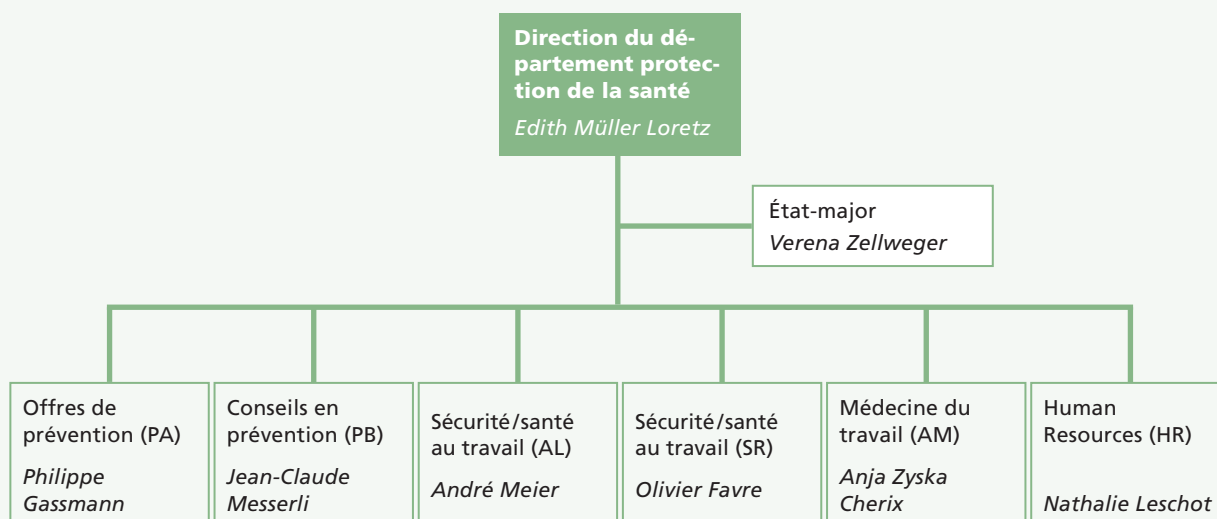 Direction du dé-
partement protec-
tion de la santé
Edith Müller Loretz
État-major
Verena Zellweger
Offres de
prévention (PA)
Philippe
Gassmann
Conseils en
prévention (PB)
Jean-Claude
Messerli
Sécurité/santé
au travail (AL)
André Meier
Sécurité/santé
au travail (SR)
Olivier Favre
Médecine du
travail (AM)
Anja Zyska
Cherix
Human
Resources (HR)
Nathalie Leschot